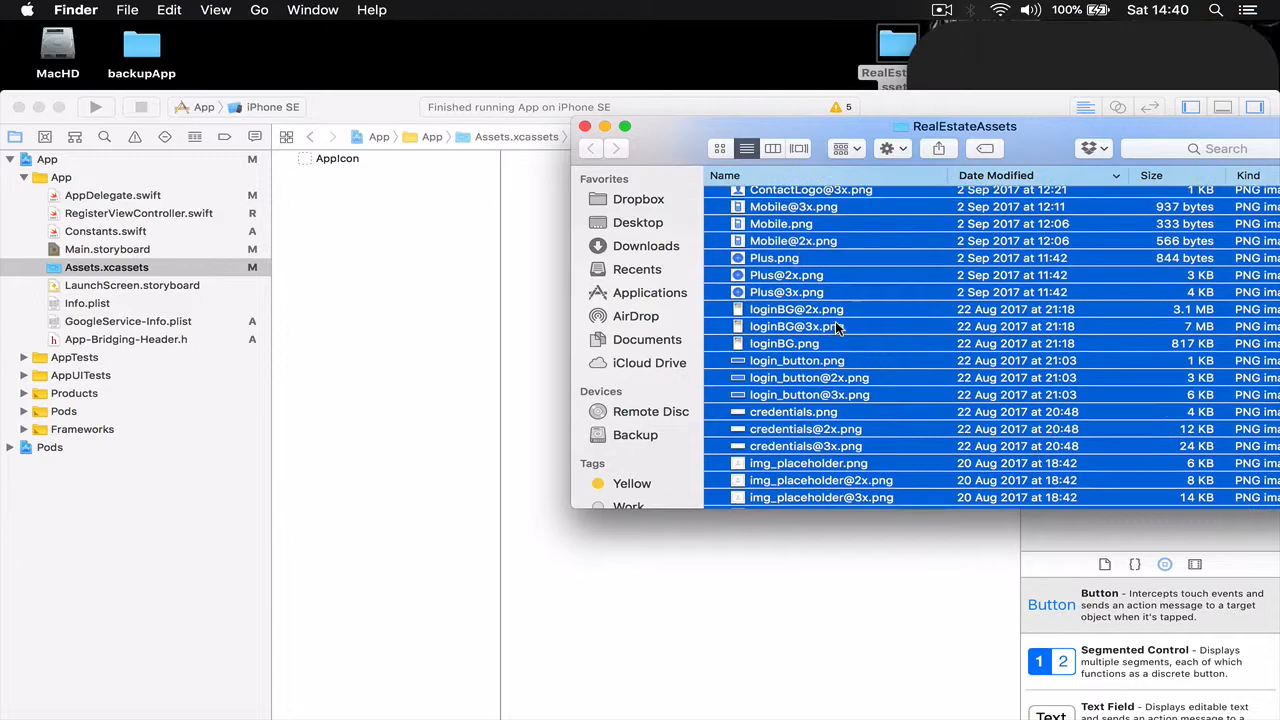 Finder File Edit View Go Window Help 100% Sat 14:40
MacHD
backupApp
RealEst
sset
App iPhone SE
Finished running App on iPhone SE
5
App App Assets.xcassets
App M
App
AppDelegate.swift M
RegisterViewController.swift R
Constants.swift M
Main.storyboard M
Assets.xcassets M
LaunchScreen.storyboard
Info.plist
GoogleService-Info.plist A
App-Bridging-Header.h A
AppTests
AppUITests
Products
Pods
Frameworks
Pods
AppIcon
RealEstateAssets
Search
Favorites
Dropbox
Desktop
Downloads
Recents
Applications
AirDrop
Documents
iCloud Drive
Devices
Remote Disc
Backup
Tags
Yellow
Work
Name Date Modified Size Kind
ContactLogo@3x.png 2 Sep 2017 at 12:21 1 KB PNG ima
Mobile@3x.png 2 Sep 2017 at 12:11 937 bytes PNG ima
Mobile.png 2 Sep 2017 at 12:06 333 bytes PNG ima
Mobile@2x.png 2 Sep 2017 at 12:06 566 bytes PNG ima
Plus.png 2 Sep 2017 at 11:42 844 bytes PNG ima
Plus@2x.png 2 Sep 2017 at 11:42 3 KB PNG ima
Plus@3x.png 2 Sep 2017 at 11:42 4 KB PNG ima
loginBG@2x.png 22 Aug 2017 at 21:18 3.1 MB PNG ima
loginBG@3x.png 22 Aug 2017 at 21:18 7 MB PNG ima
loginBG.png 22 Aug 2017 at 21:18 817 KB PNG ima
login_button.png 22 Aug 2017 at 21:03 1 KB PNG ima
login_button@2x.png 22 Aug 2017 at 21:03 3 KB PNG ima
login_button@3x.png 22 Aug 2017 at 21:03 6 KB PNG ima
credentials.png 22 Aug 2017 at 20:48 4 KB PNG ima
credentials@2x.png 22 Aug 2017 at 20:48 12 KB PNG ima
credentials@3x.png 22 Aug 2017 at 20:48 24 KB PNG ima
img_placeholder.png 20 Aug 2017 at 18:42 6 KB PNG ima
img_placeholder@2x.png 20 Aug 2017 at 18:42 8 KB PNG ima
img_placeholder@3x.png 20 Aug 2017 at 18:42 14 KB PNG ima
Button
Button - Intercepts touch events and
sends an action message to a target
object when it's tapped.
1 2
Segmented Control - Displays
multiple segments, each of which
functions as a discrete button.
Text
Text Field - Displays editable text
and sends an action message to a